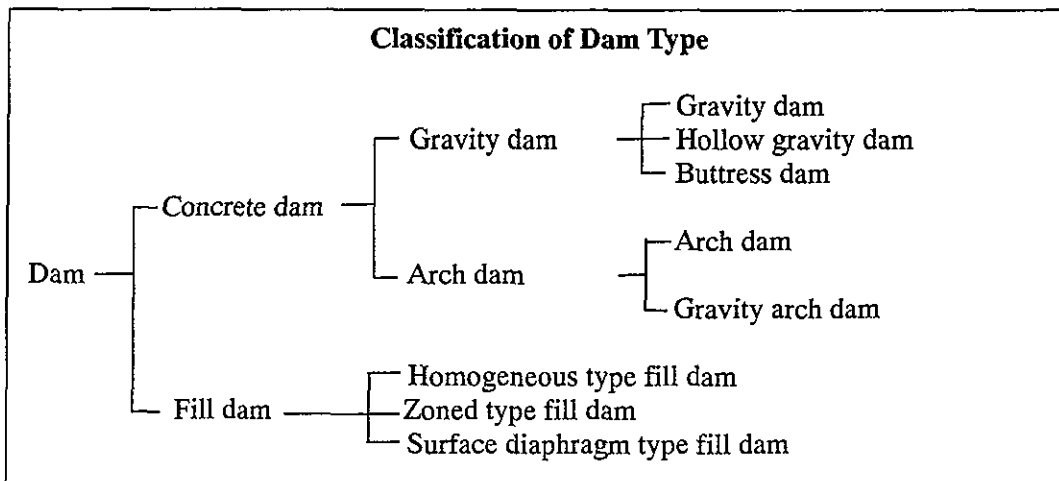 Classification of Dam Type
Dam
Concrete dam
Gravity dam
Gravity dam
Hollow gravity dam
Buttress dam
Arch dam
Arch dam
Gravity arch dam
Fill dam
Homogeneous type fill dam
Zoned type fill dam
Surface diaphragm type fill dam